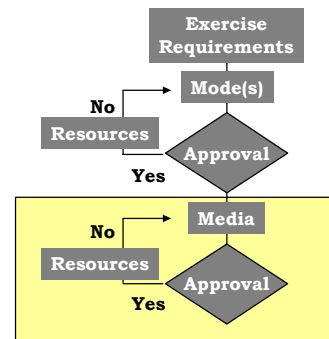 Exercise
Requirements
Mode(s)
No
Resources
Approval
Yes
Media
No
Resources
Approval
Yes